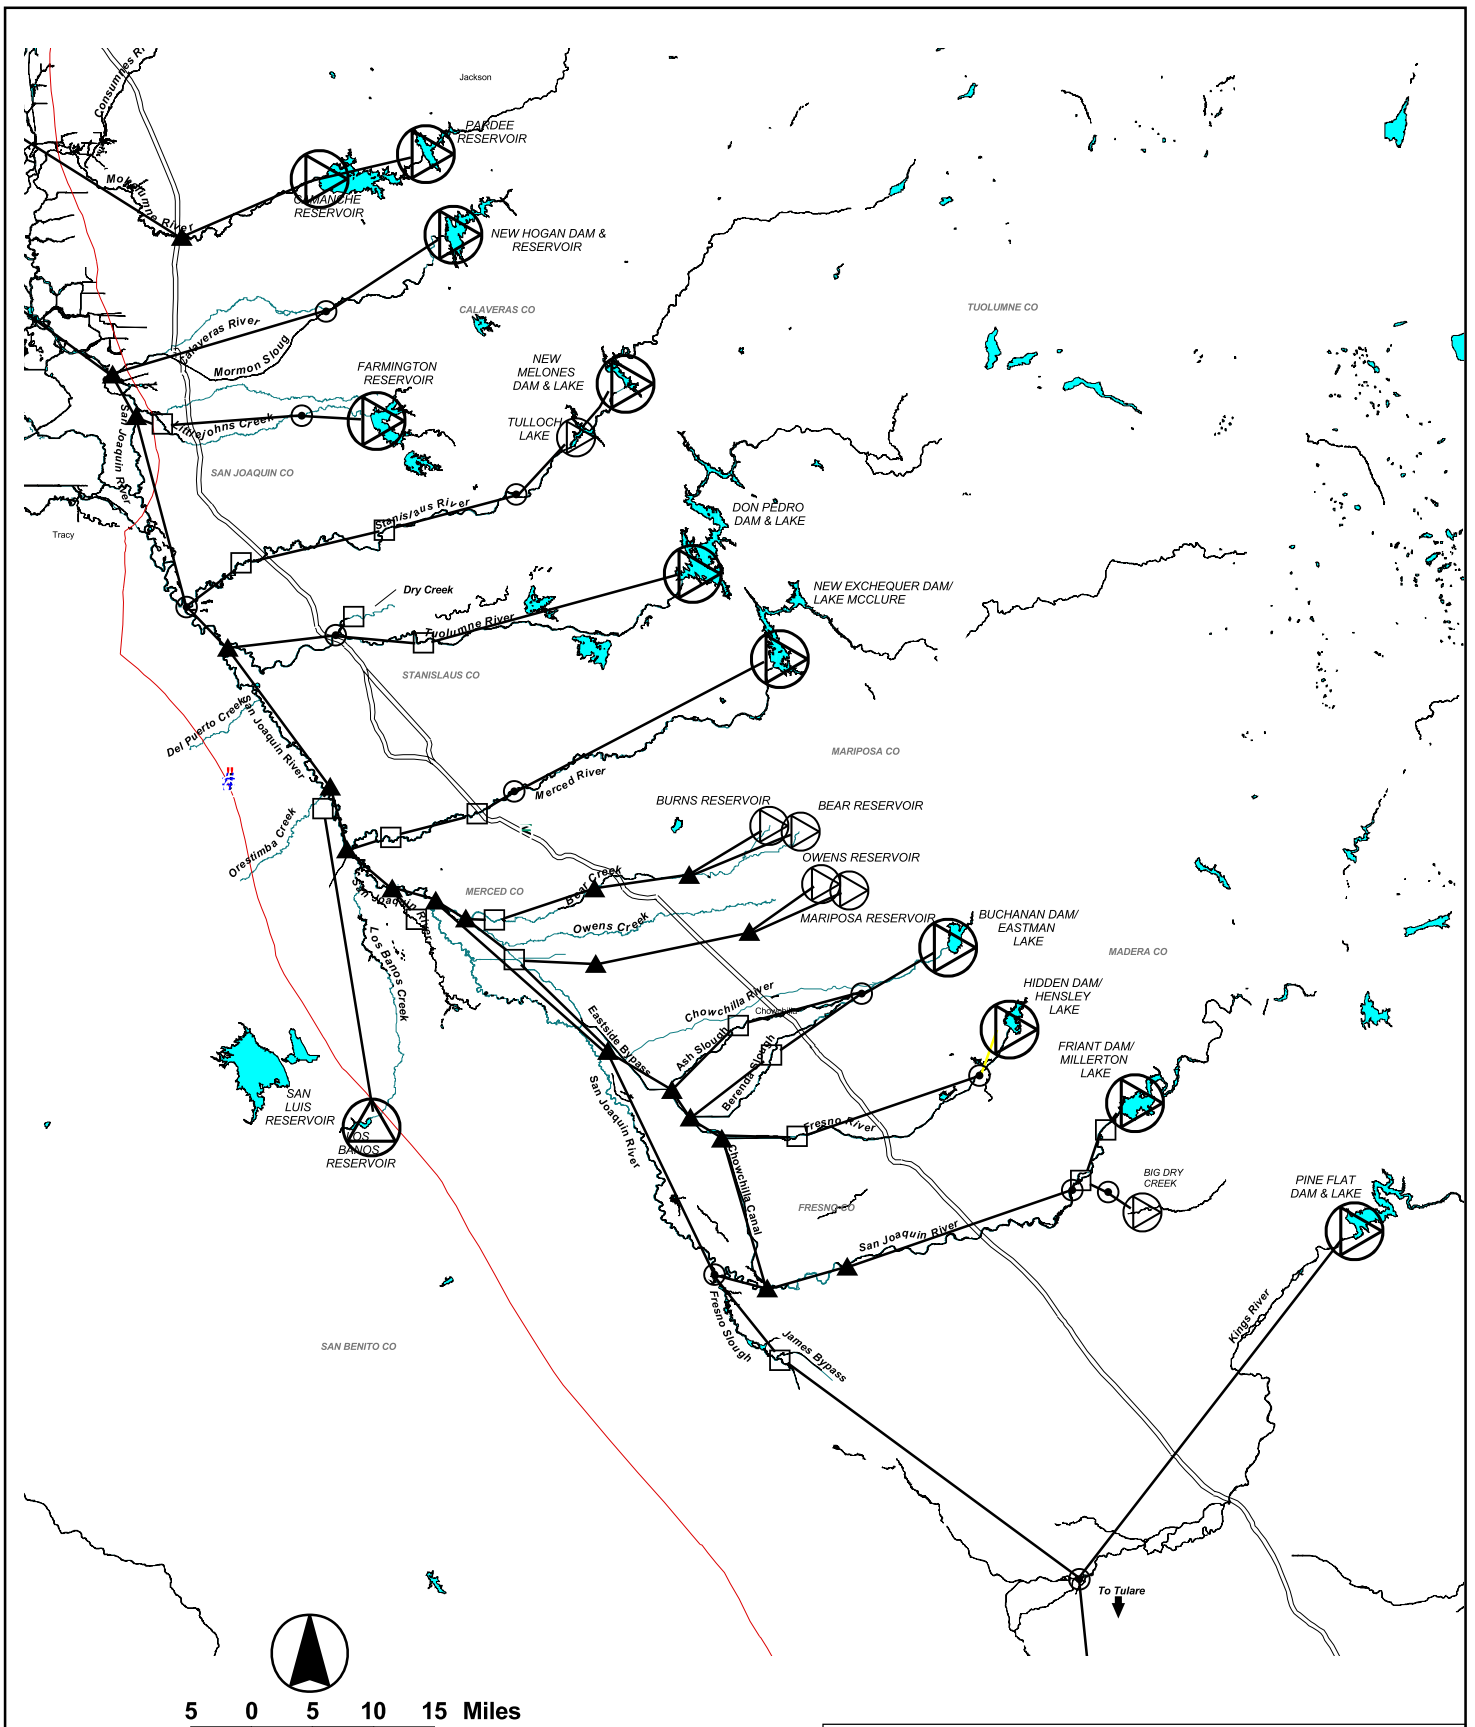 Consumnes Ri
Jackson
PARDEE
RESERVOIR
Mokelumne River
CAMANCHE
RESERVOIR
NEW HOGAN DAM &
RESERVOIR
CALAVERAS CO
TUOLUMNE CO
Calaveras River
Mormon Sloug
FARMINGTON
RESERVOIR
NEW
MELONES
DAM & LAKE
TULLOCH
LAKE
Littlejohns Creek
San Joaquin River
SAN JOAQUIN CO
Stanislaus River
DON PEDRO
DAM & LAKE
Tracy
Dry Creek
NEW EXCHEQUER DAM/
LAKE MCCLURE
Tuolumne River
STANISLAUS CO
Del Puerto Creek
San Joaquin River
MARIPOSA CO
Merced River
BURNS RESERVOIR
BEAR RESERVOIR
Orestimba Creek
OWENS RESERVOIR
Bear Creek
MERCED CO
San Joaquin River
MARIPOSA RESERVOIR
BUCHANAN DAM/
EASTMAN
LAKE
Owens Creek
Los Banos Creek
MADERA CO
HIDDEN DAM/
HENSLEY
LAKE
Chowchilla River
Chowchilla
Eastside Bypass
Ash Slough
Berenda Slough
FRIANT DAM/
MILLERTON
LAKE
SAN
LUIS
RESERVOIR
San Joaquin River
Fresno River
LOS
BANOS
RESERVOIR
Chowchilla Canal
BIG DRY
CREEK
PINE FLAT
DAM & LAKE
FRESNO CO
San Joaquin River
Fresno Slough
James Bypass
Kings River
SAN BENITO CO
To Tulare
5 0 5 10 15 Miles